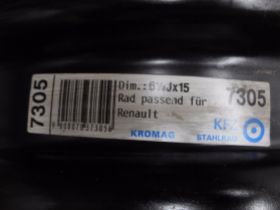 7305
Dim.: 6½Jx15
Rad passend für
Renault
7305
KROMAG
KFZ
STAHLRAD